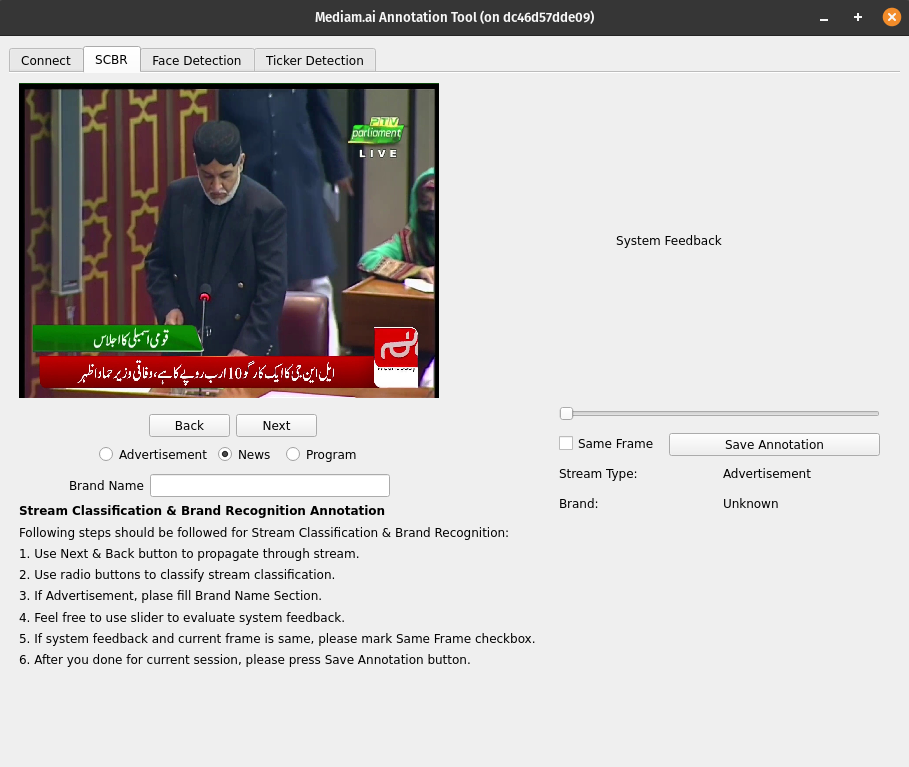 Mediam.ai Annotation Tool (on dc46d57dde09)
Connect
SCBR
Face Detection
Ticker Detection
PTV
parliament
LIVE
قومی اسمبلی کا اجلاس
ایل این جی کا ایک کارگو 10 ارب روپے کا ہے، وفاقی وزیر حماد اظہر
System Feedback
Back
Next
Advertisement
News
Program
Same Frame
Save Annotation
Stream Type:
Advertisement
Brand Name
Brand:
Unknown
Stream Classification & Brand Recognition Annotation
Following steps should be followed for Stream Classification & Brand Recognition:
1. Use Next & Back button to propagate through stream.
2. Use radio buttons to classify stream classification.
3. If Advertisement, plase fill Brand Name Section.
4. Feel free to use slider to evaluate system feedback.
5. If system feedback and current frame is same, please mark Same Frame checkbox.
6. After you done for current session, please press Save Annotation button.